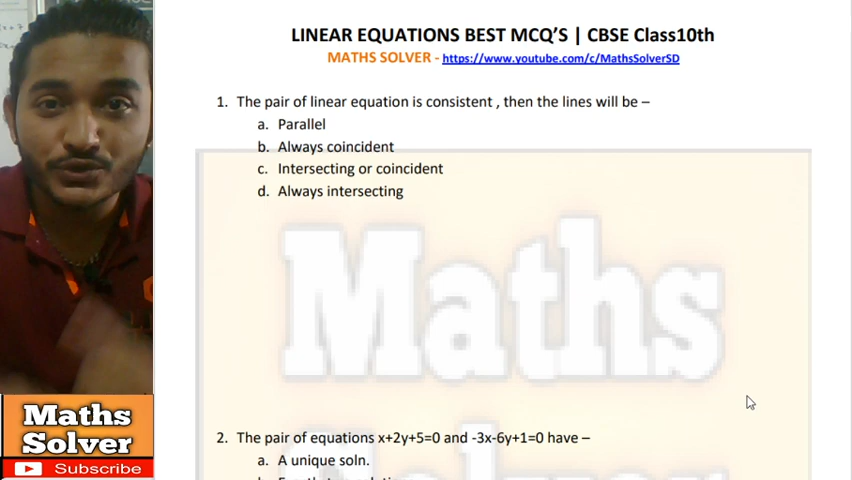 LINEAR EQUATIONS BEST MCQ'S | CBSE Class10th
MATHS SOLVER - https://www.youtube.com/c/MathsSolverSD
1. The pair of linear equation is consistent , then the lines will be –
a. Parallel
b. Always coincident
c. Intersecting or coincident
d. Always intersecting
Maths
2. The pair of equations x+2y+5=0 and -3x-6y+1=0 have –
a. A unique soln.
Maths
Solver
Subscribe